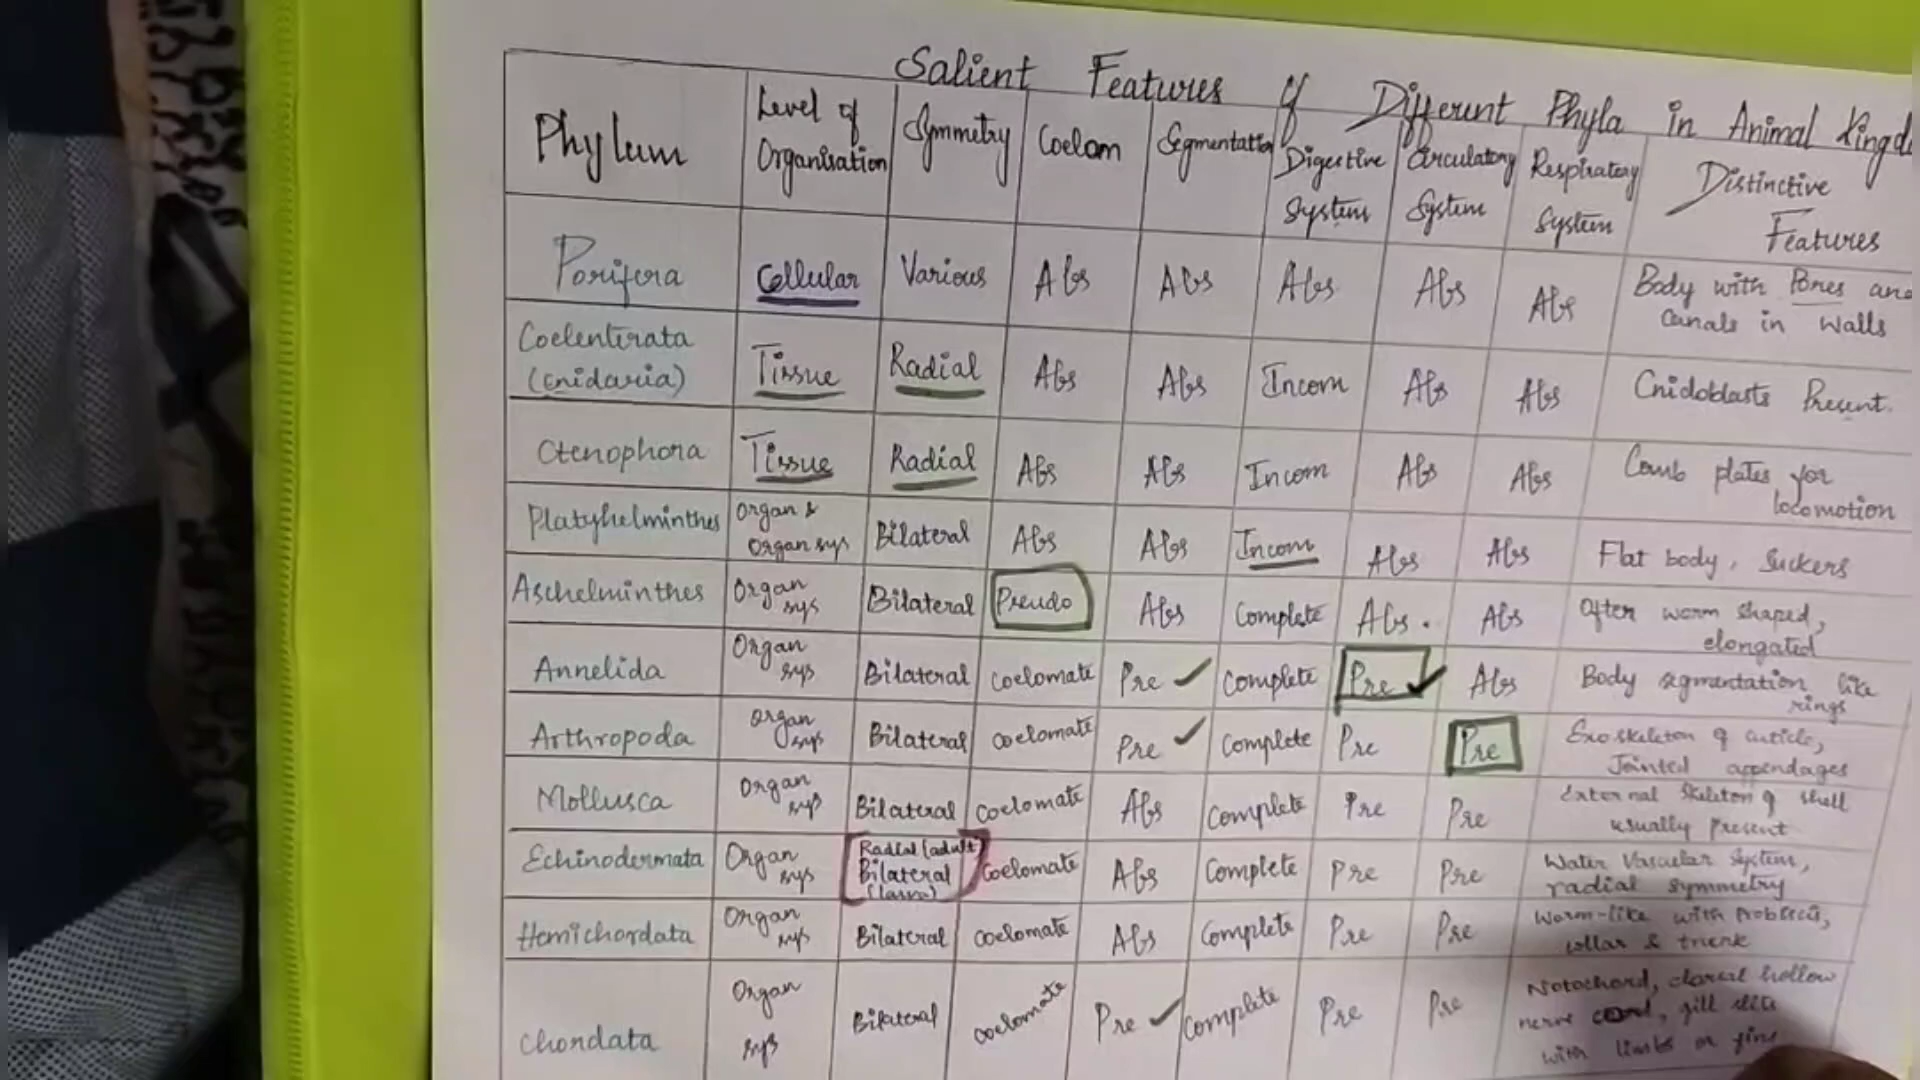 Salient Features of Different Phyla in Animal Kingd
Phylum
Level of
Organisation
Symmetry
Coelom
Segmentation
Digestive
System
Circulatory
System
Respiratory
System
Distinctive
Features
Porifera
Cellular
Various
Abs
Abs
Abs
Abs
Abs
Body with Pores and
canals in walls
Coelenterata
(cnidaria)
Tissue
Radial
Abs
Abs
Incom
Abs
Abs
Cnidoblasts Present.
Ctenophora
Tissue
Radial
Abs
Abs
Incom
Abs
Abs
Comb plates for
locomotion
Platyhelminthes
Organ &
Organ sys
Bilateral
Abs
Abs
Incom
Abs
Abs
Flat body, Suckers
Aschelminthes
Organ
sys
Bilateral
Pseudo
Abs
Complete
Abs.
Abs
Often worm shaped,
elongated
Annelida
Organ
sys
Bilateral
coelomate
Pre ✓
Complete
Pre ✓
Abs
Body segmentation like
rings
Arthropoda
Organ
sys
Bilateral
coelomate
Pre ✓
Complete
Pre
Pre
Exoskeleton of cuticle,
Jointed appendages
Mollusca
Organ
sys
Bilateral
coelomate
Abs
Complete
Pre
Pre
External skeleton of shell
usually present
Echinodermata
Organ
sys
Radial (adult)
Bilateral
(larva)
Coelomate
Abs
Complete
Pre
Pre
Water Vascular System,
radial symmetry
Hemichordata
Organ
sys
Bilateral
coelomate
Abs
Complete
Pre
Pre
Worm-like with Proboscis,
collar & trunk
Chordata
Organ
sys
Bilateral
coelomate
Pre ✓
Complete
Pre
Pre
Notochord, dorsal hollow
nerve cord, gill slits
with limbs or fins